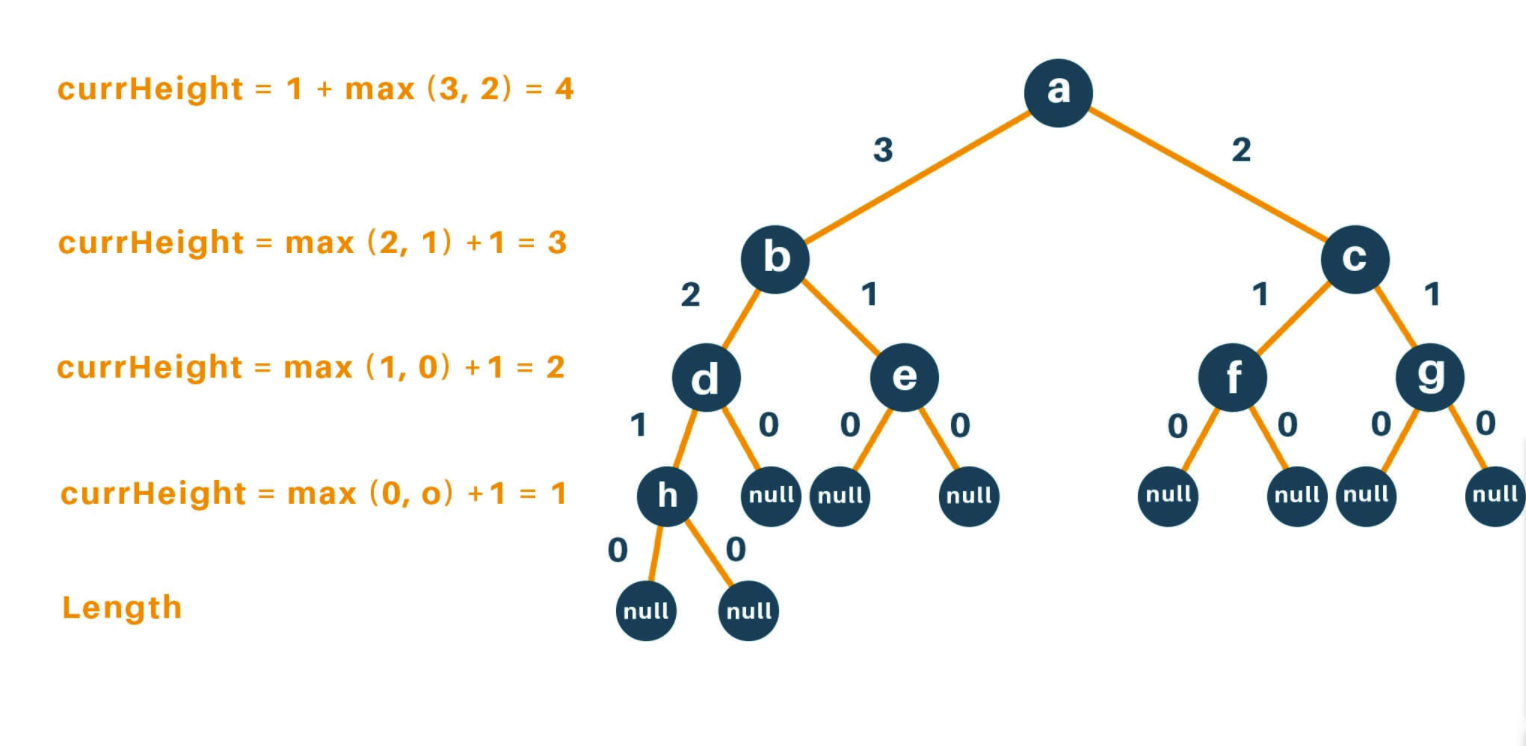 currHeight = 1 + max (3, 2) = 4
a
3
2
currHeight = max (2, 1) +1 = 3
b
c
2
1
1
1
currHeight = max (1, 0) +1 = 2
d
e
f
g
1
0
0
0
0
0
0
0
currHeight = max (0, o) +1 = 1
h
null
null
null
null
null
null
null
0
0
Length
null
null